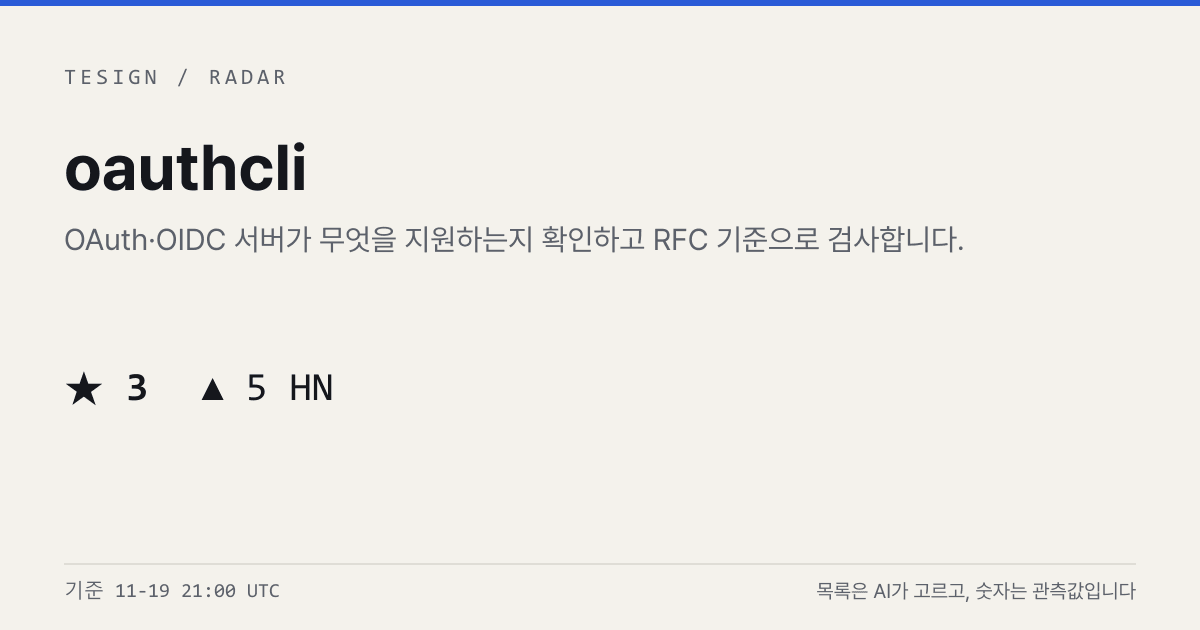 TESIGN / RADAR
oauthcli
OAuth·OIDC 서버가 무엇을 지원하는지 확인하고 RFC 기준으로 검사합니다.
★ 3 ▲ 5 HN
기준 11-19 21:00 UTC
목록은 AI가 고르고, 숫자는 관측값입니다